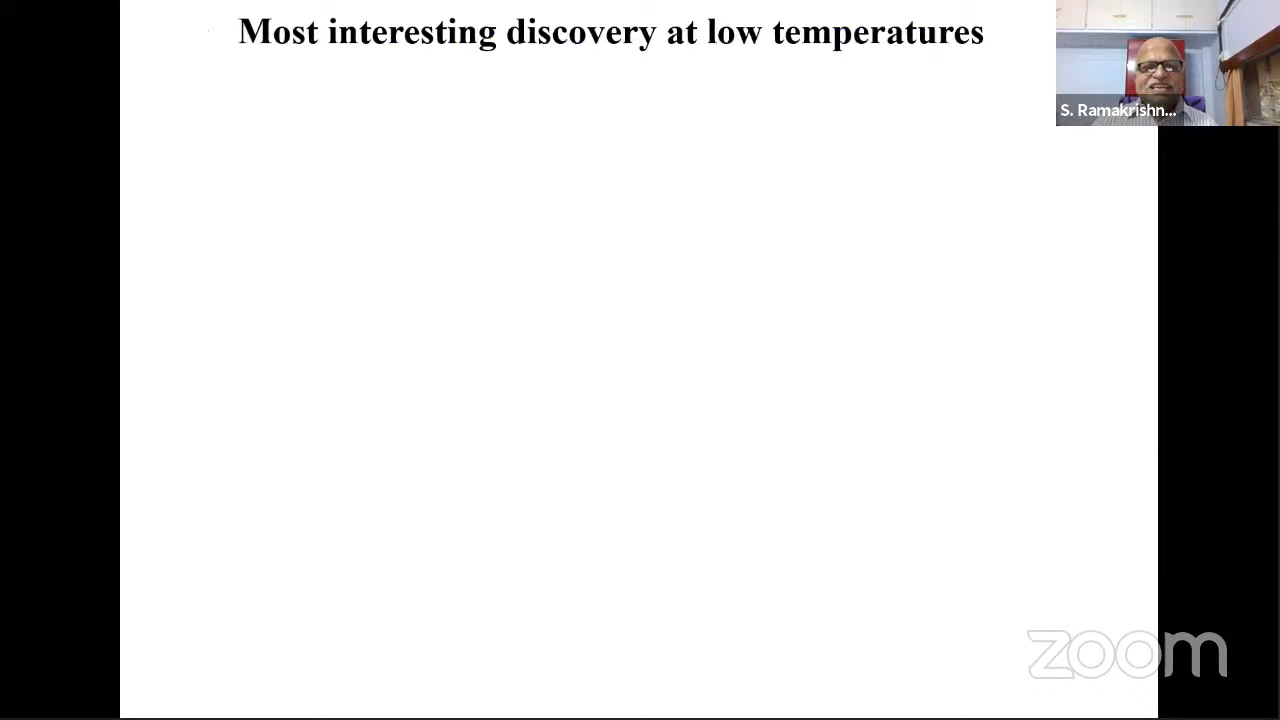 Most interesting discovery at low temperatures
S. Ramakrishn...
zoom